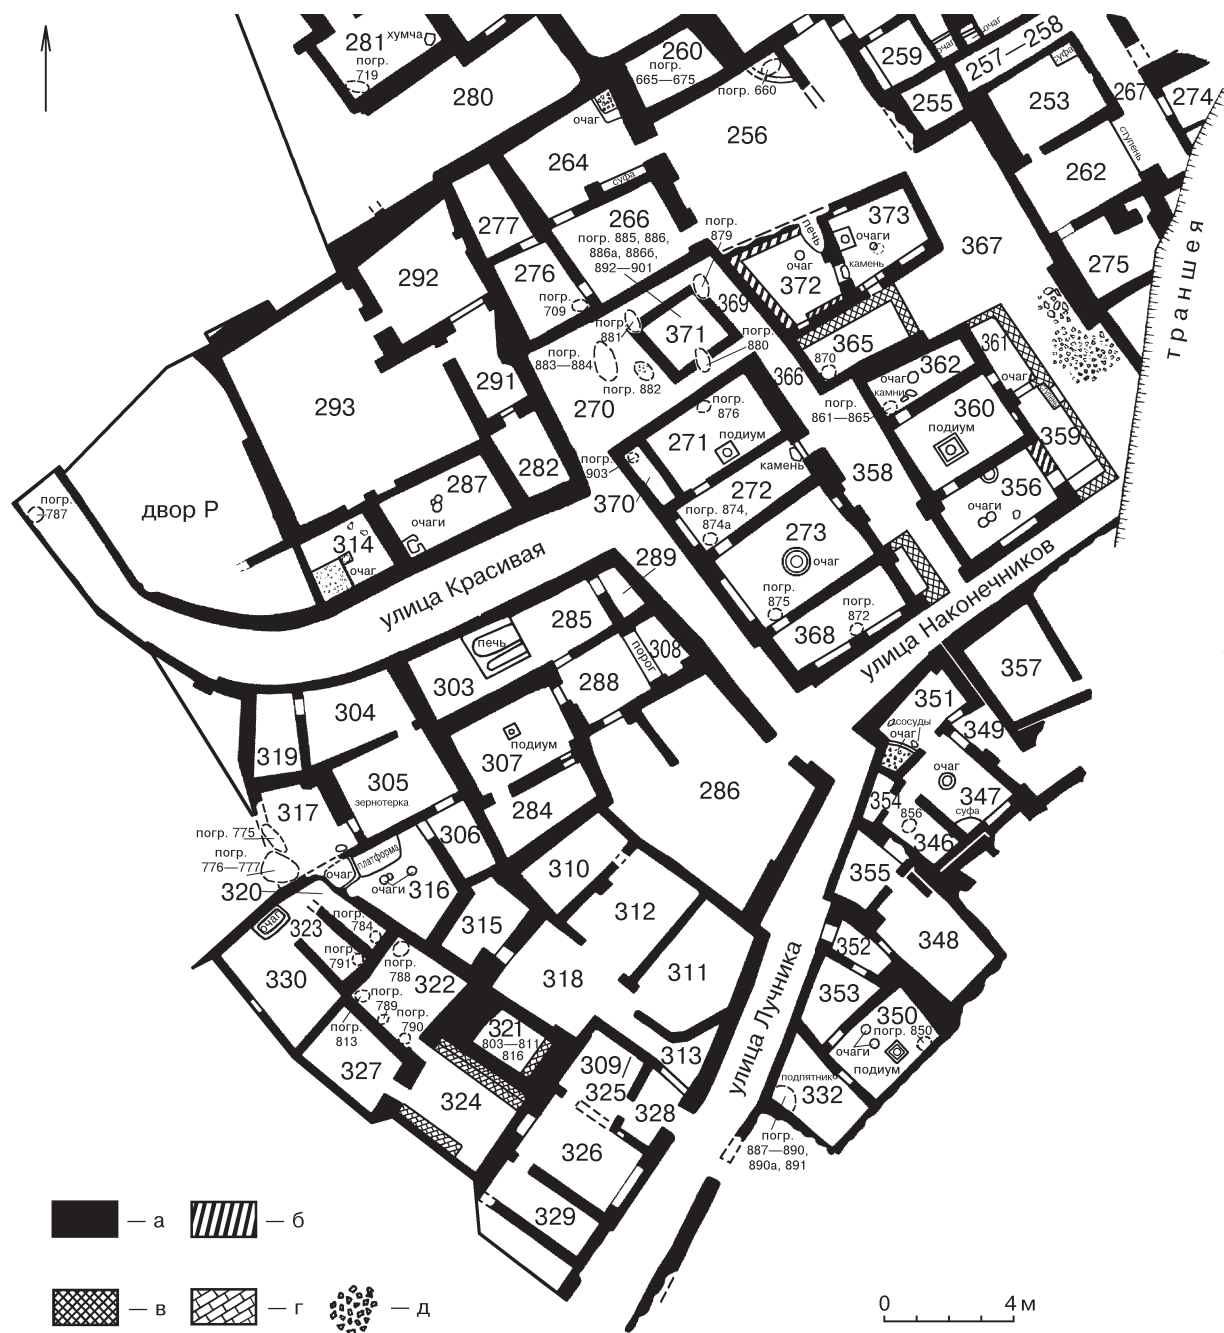 281
хумча
погр.
719
280
260
погр.
665—675
погр. 660
259
очаг
очаг
257—258
суфа
255
253
267
274
256
очаг
264
суфа
ступень
262
277
266
погр. 885, 886,
886а, 886б,
892—901
погр.
879
печь
373
очаги
камень
367
275
траншея
292
276
погр.
709
очаг
372
369
371
погр.
881
погр.
880
365
870
361
очаг
362
очаг
камни
погр.
883—884
погр. 882
366
погр.
861—865
291
293
270
погр.
876
271
подиум
360
подиум
359
погр.
903
камень
282
287
очаги
370
272
погр. 874,
874а
358
356
очаги
погр.
787
двор Р
314
очаг
273
очаг
улица Красивая
289
погр.
875
погр.
872
368
улица Наконечников
285
печь
порог
308
303
288
357
351
сосуды
очаг
349
304
319
307
подиум
305
зернотерка
286
очаг
347
суфа
354
856
346
317
284
306
погр. 775
погр.
776—777
платформа
очаг
очаги
316
310
355
320
очаг
323
погр.
784
погр.
791
315
312
352
348
330
погр.
788
322
погр.
789
погр.
790
318
311
353
погр.
813
321
803—811
816
350
погр. 850
очаги
подиум
улица Лучника
327
309
325
313
подпятник
332
324
328
326
погр.
887—890,
890а, 891
329
— а
— б
— в
— г
— д
0
4 м